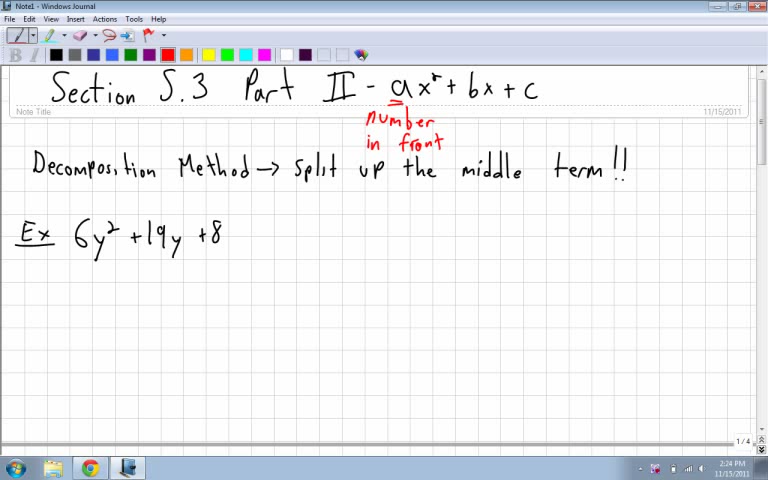 Note1 - Windows Journal
File Edit View Insert Actions Tools Help
B I
Section 5.3 Part II - ax² + bx + c
Note Title
11/15/2011
number
in front
Decomposition Method → Split up the middle term!!
Ex 6y² + 19y + 8
1 / 4
2:24 PM
11/15/2011